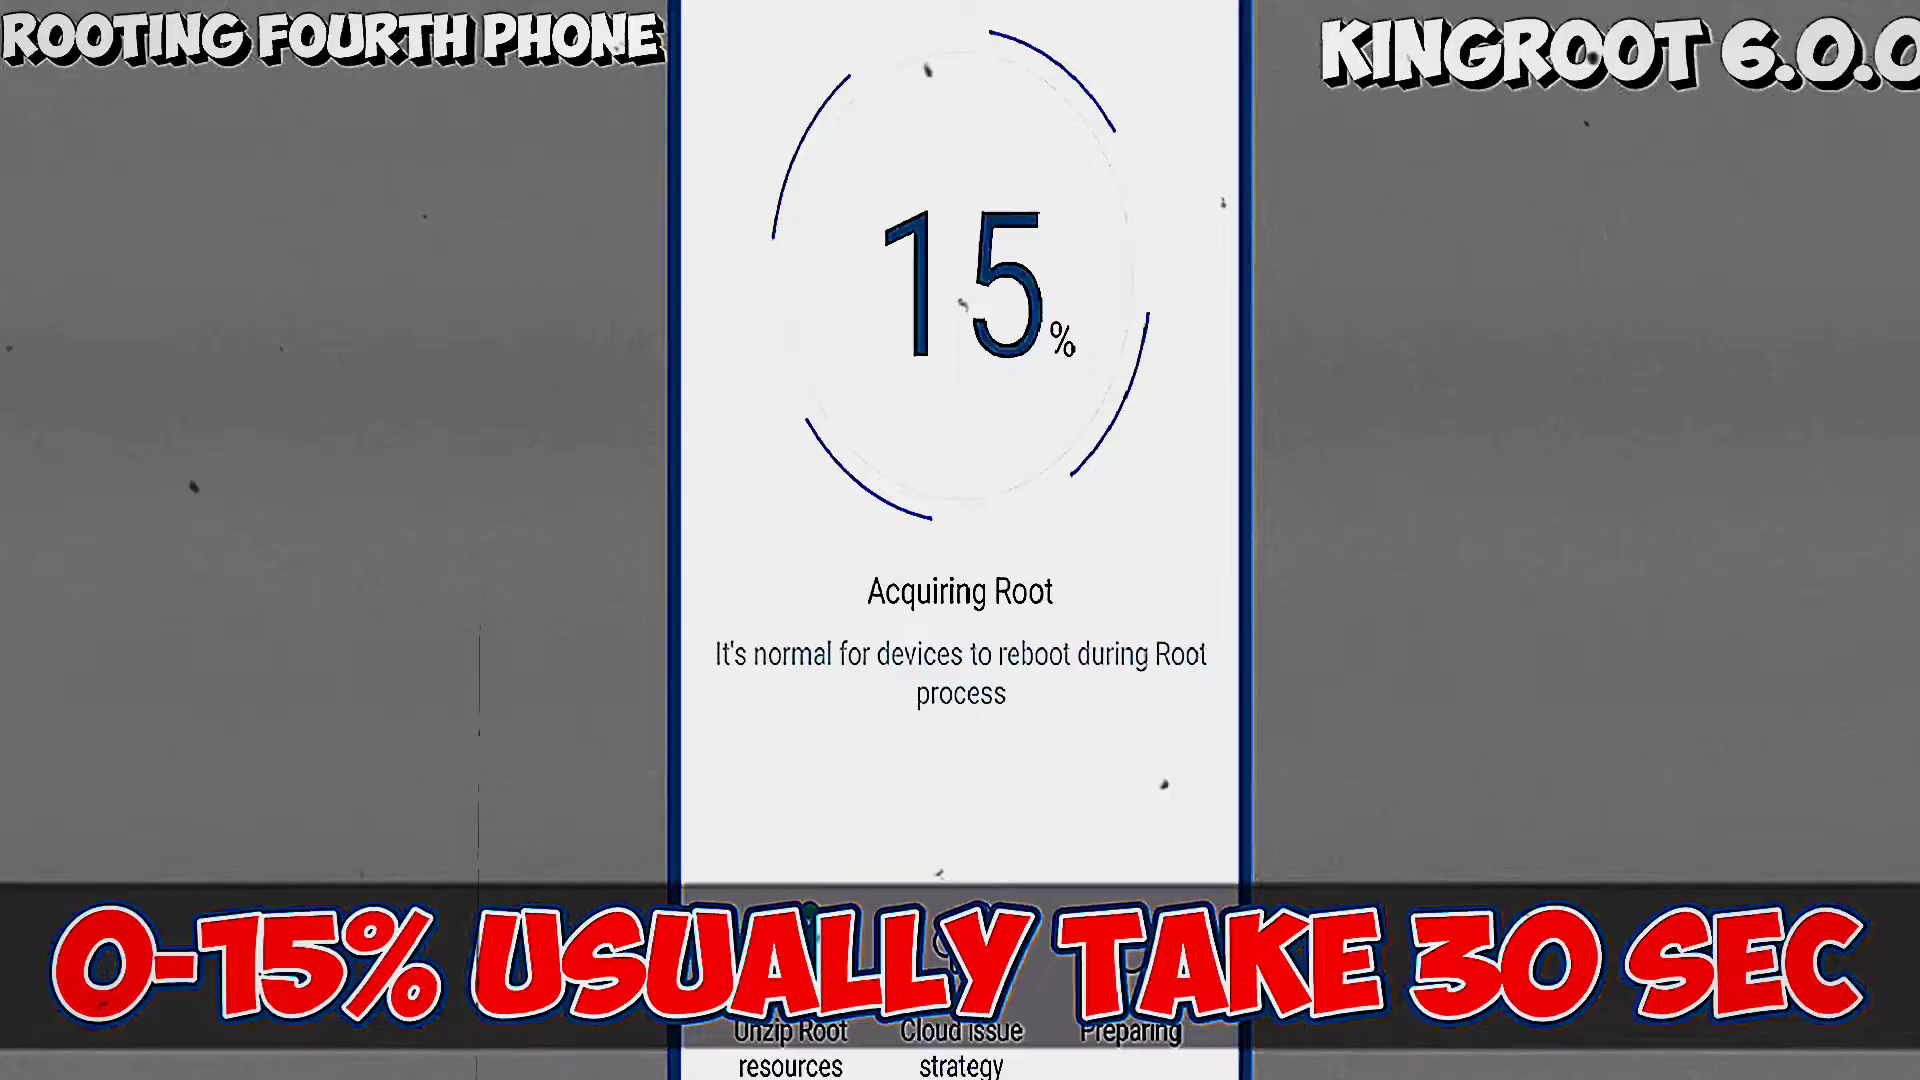 ROOTING FOURTH PHONE
KINGROOT 6.0.0
15%
Acquiring Root
It's normal for devices to reboot during Root
process
0-15% USUALLY TAKE 30 SEC
Unzip Root
resources
Cloud issue
strategy
Preparing